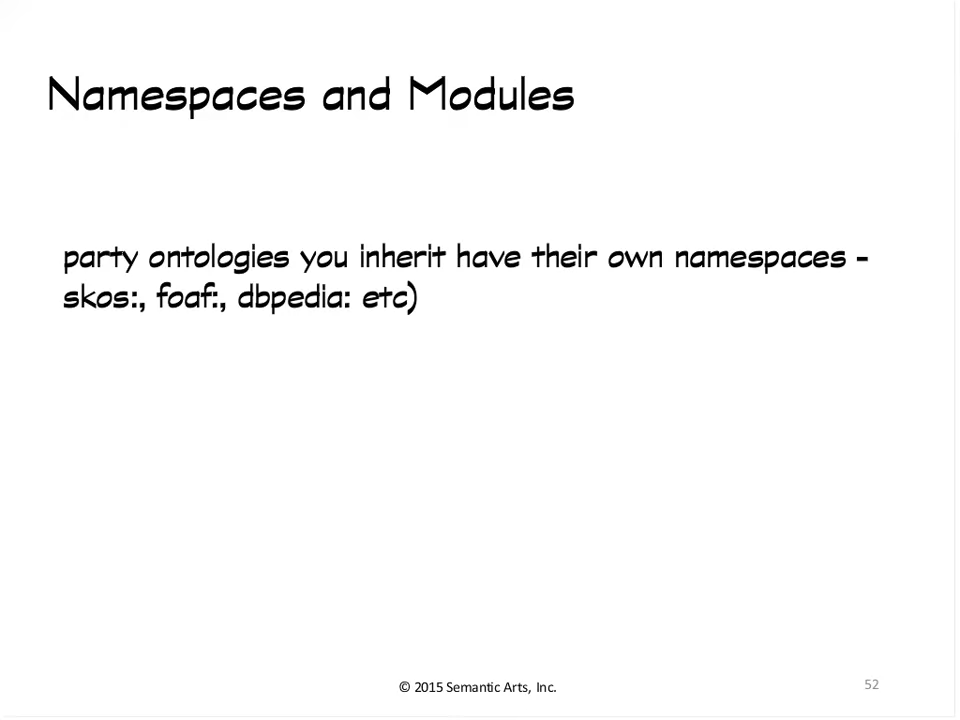 Namespaces and Modules
party ontologies you inherit have their own namespaces -
skos:, foaf:, dbpedia: etc)
© 2015 Semantic Arts, Inc.
52